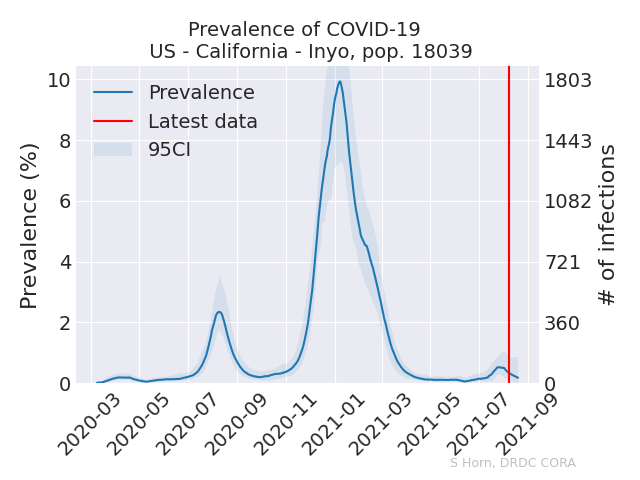 Prevalence of COVID-19
US - California - Inyo, pop. 18039
Prevalence
Latest data
95CI
Prevalence (%)
10
8
6
4
2
0
1803
1443
1082
721
360
0
# of infections
2020-03
2020-05
2020-07
2020-09
2020-11
2021-01
2021-03
2021-05
2021-07
2021-09
S Horn, DRDC CORA